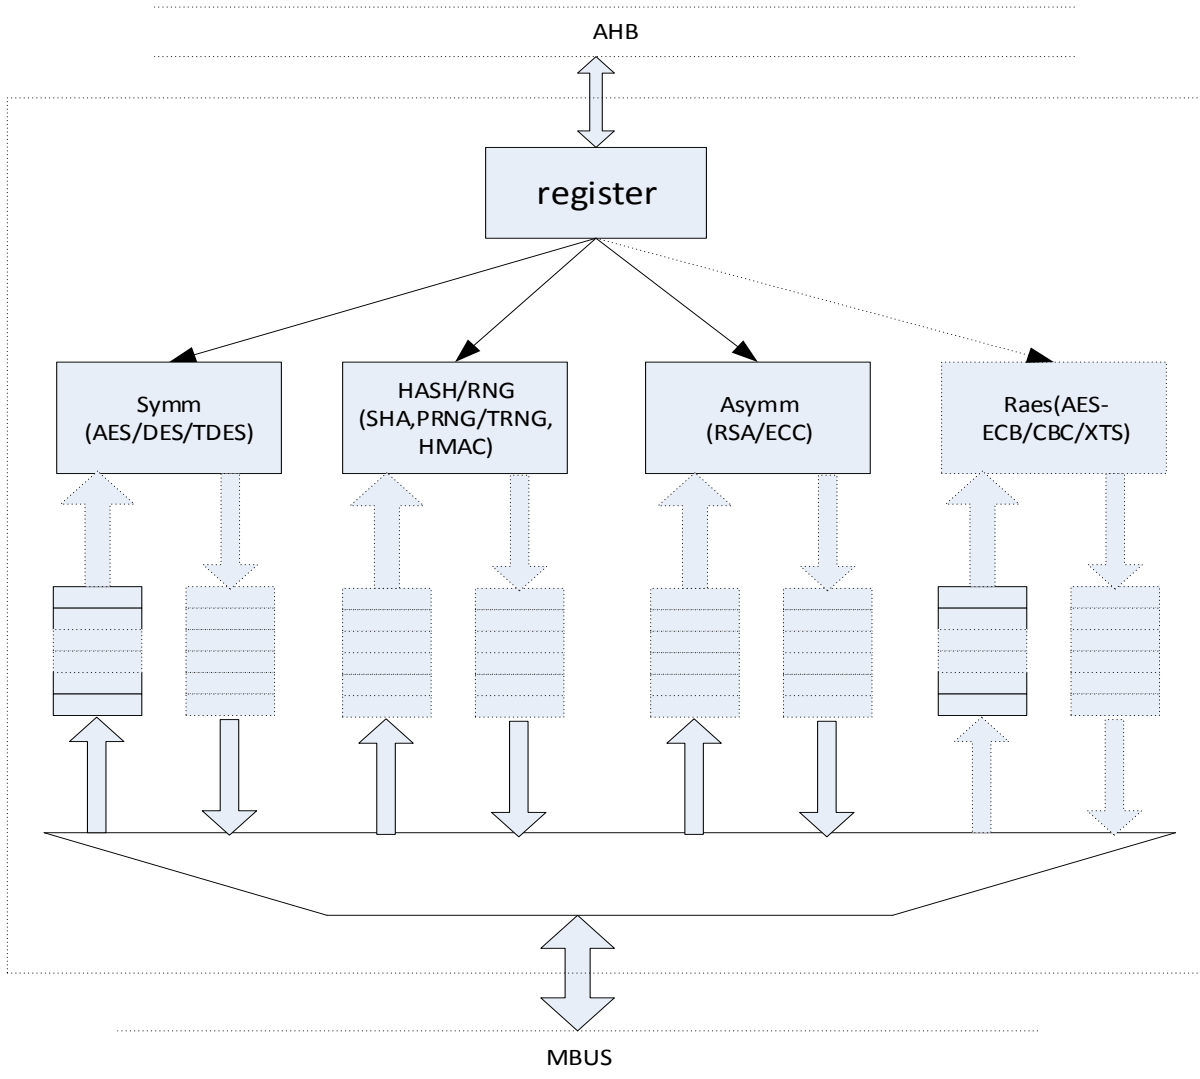 AHB
register
Symm
(AES/DES/TDES)
HASH/RNG
(SHA,PRNG/TRNG,
HMAC)
Asymm
(RSA/ECC)
Raes(AES-
ECB/CBC/XTS)
MBUS